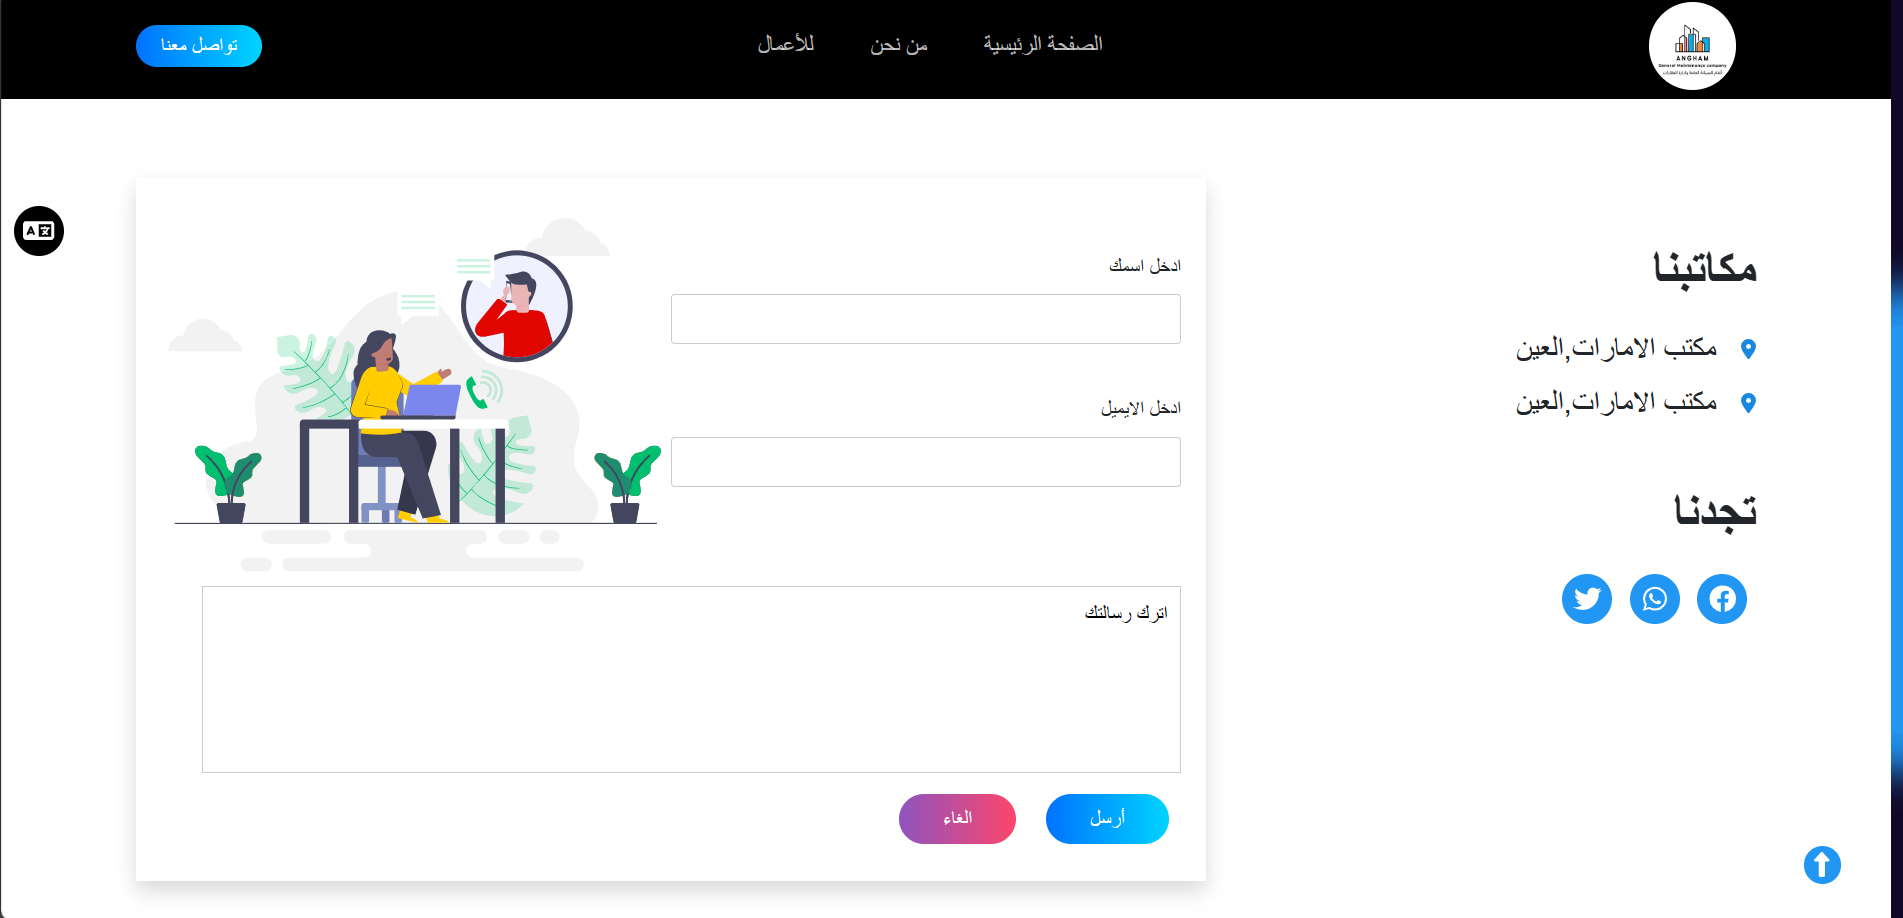 ANGHAM
General Maintenance company
الصفحة الرئيسية
من نحن
للأعمال
تواصل معنا
مكاتبنا
مكتب الامارات,العين
مكتب الامارات,العين
تجدنا
ادخل اسمك
ادخل الايميل
اترك رسالتك
أرسل
الغاء
A